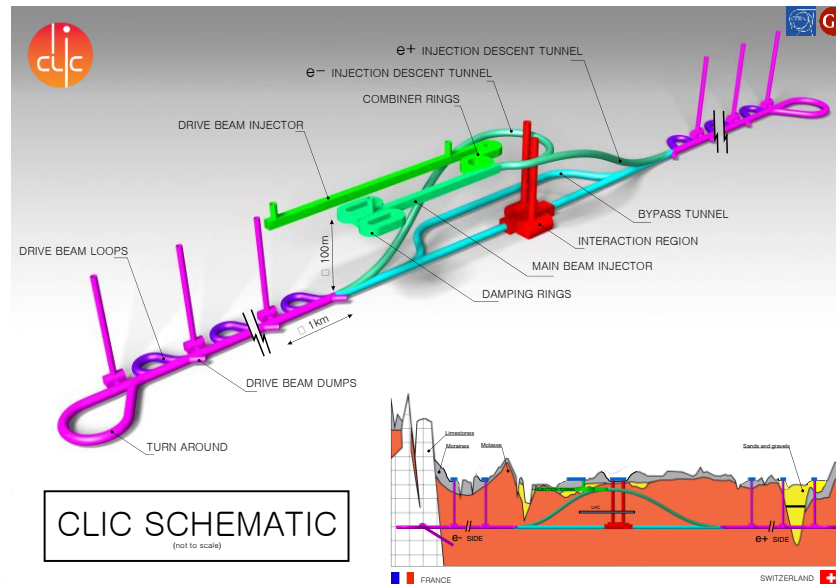 clic
G
e+ INJECTION DESCENT TUNNEL
e- INJECTION DESCENT TUNNEL
COMBINER RINGS
DRIVE BEAM INJECTOR
BYPASS TUNNEL
INTERACTION REGION
MAIN BEAM INJECTOR
DAMPING RINGS
□ 100m
□ 1km
DRIVE BEAM LOOPS
DRIVE BEAM DUMPS
TURN AROUND
CLIC SCHEMATIC
(not to scale)
Limestones
Moraines
Molasse
Sands and gravels
INJECTION TUNNEL
LHC
e- SIDE
e+ SIDE
FRANCE
SWITZERLAND